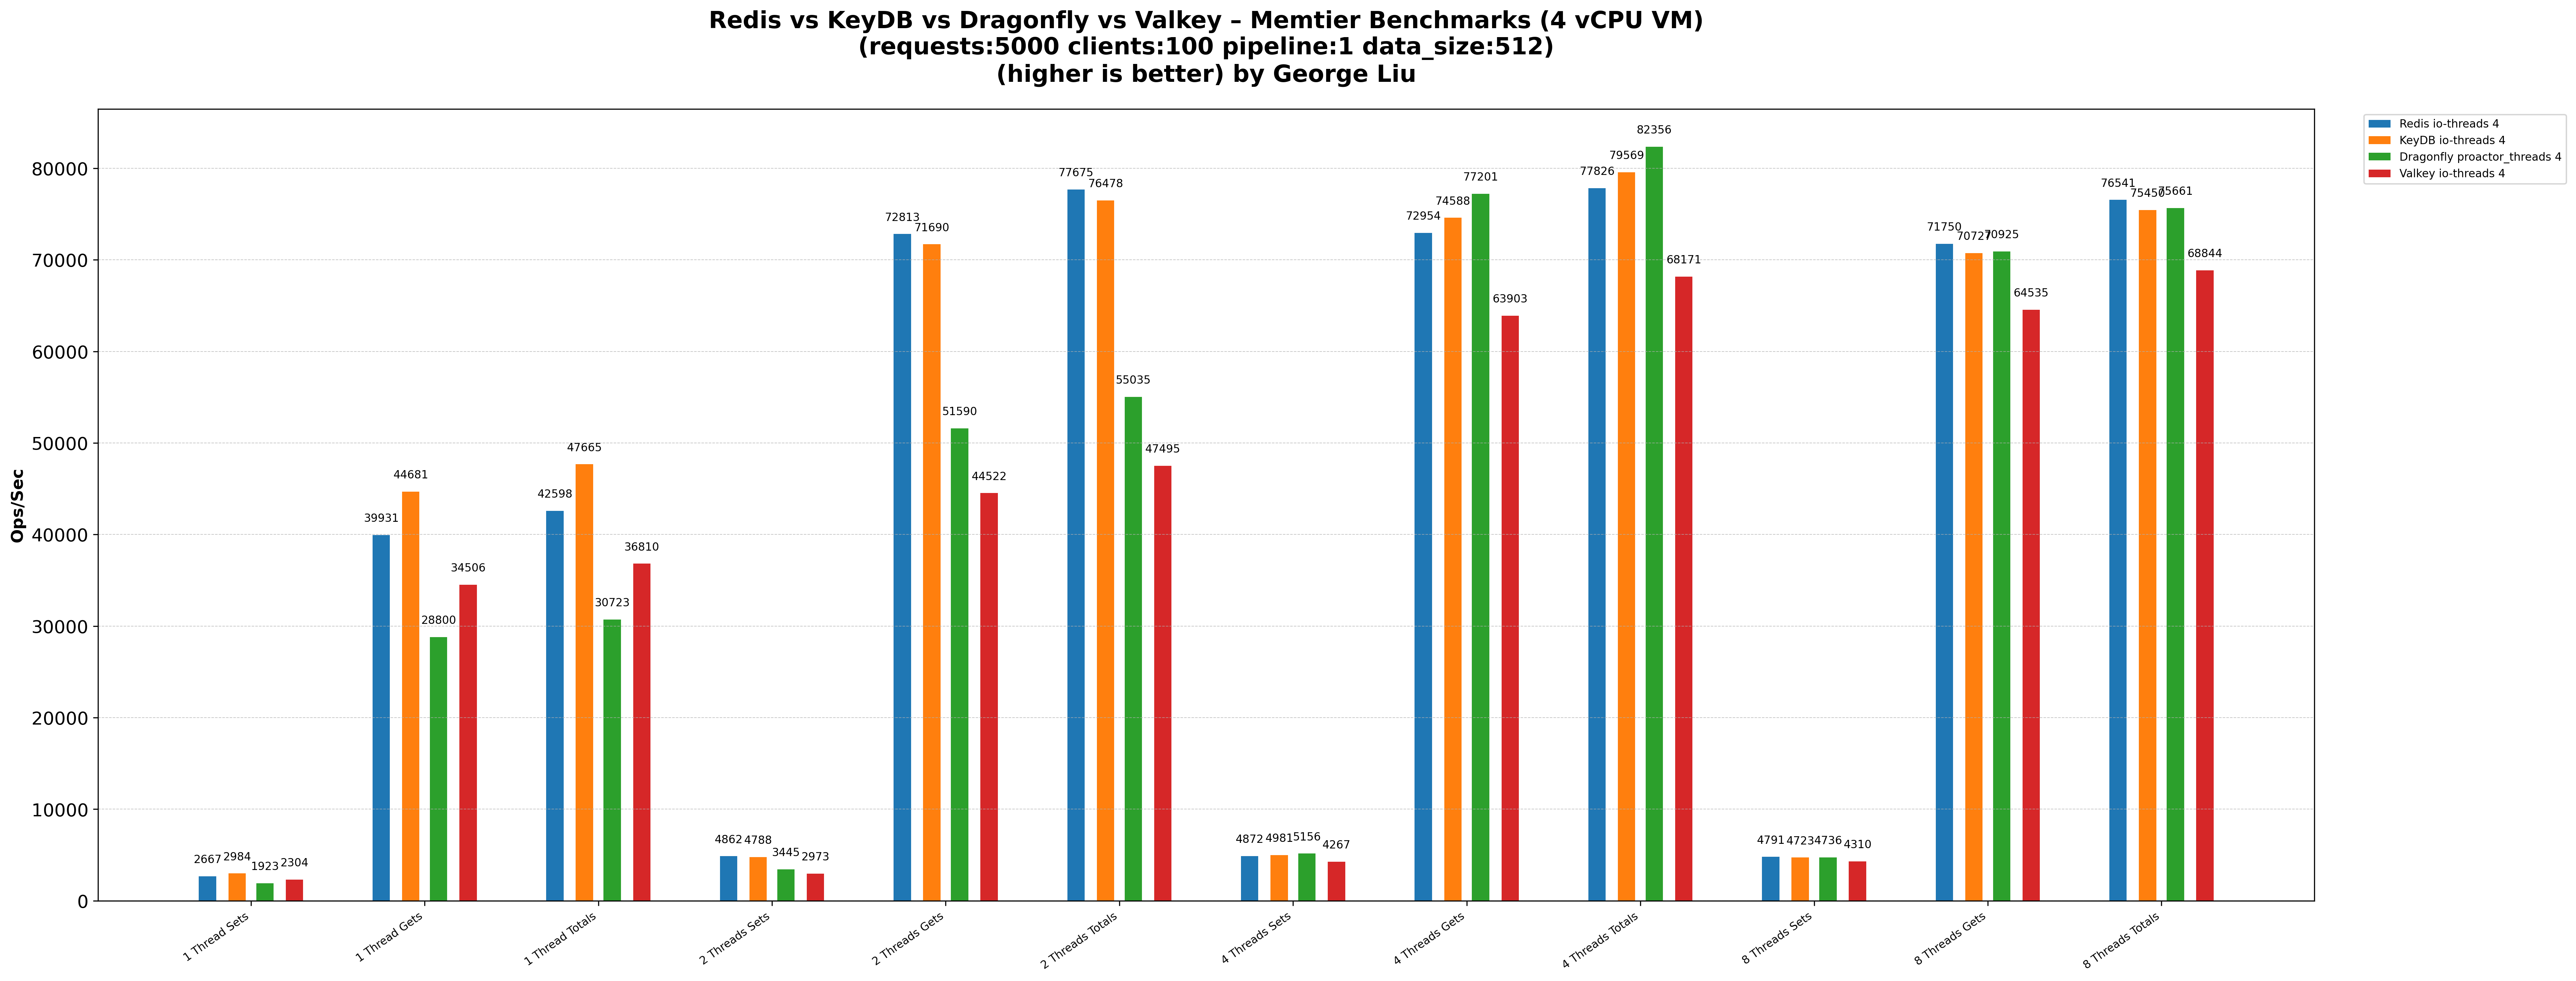 Redis vs KeyDB vs Dragonfly vs Valkey – Memtier Benchmarks (4 vCPU VM)
(requests:5000 clients:100 pipeline:1 data_size:512)
(higher is better) by George Liu
Redis io-threads 4
KeyDB io-threads 4
Dragonfly proactor_threads 4
Valkey io-threads 4
Ops/Sec
80000
70000
60000
50000
40000
30000
20000
10000
0
2667 2984 1923 2304
39931 44681 28800 34506
42598 47665 30723 36810
4862 4788 3445 2973
72813 71690 51590 44522
77675 76478 55035 47495
4872 4981 5156 4267
72954 74588 77201 63903
77826 79569 82356 68171
4791 4723 4736 4310
71750 70727 70925 64535
76541 75450 75661 68844
1 Thread Sets
1 Thread Gets
1 Thread Totals
2 Threads Sets
2 Threads Gets
2 Threads Totals
4 Threads Sets
4 Threads Gets
4 Threads Totals
8 Threads Sets
8 Threads Gets
8 Threads Totals